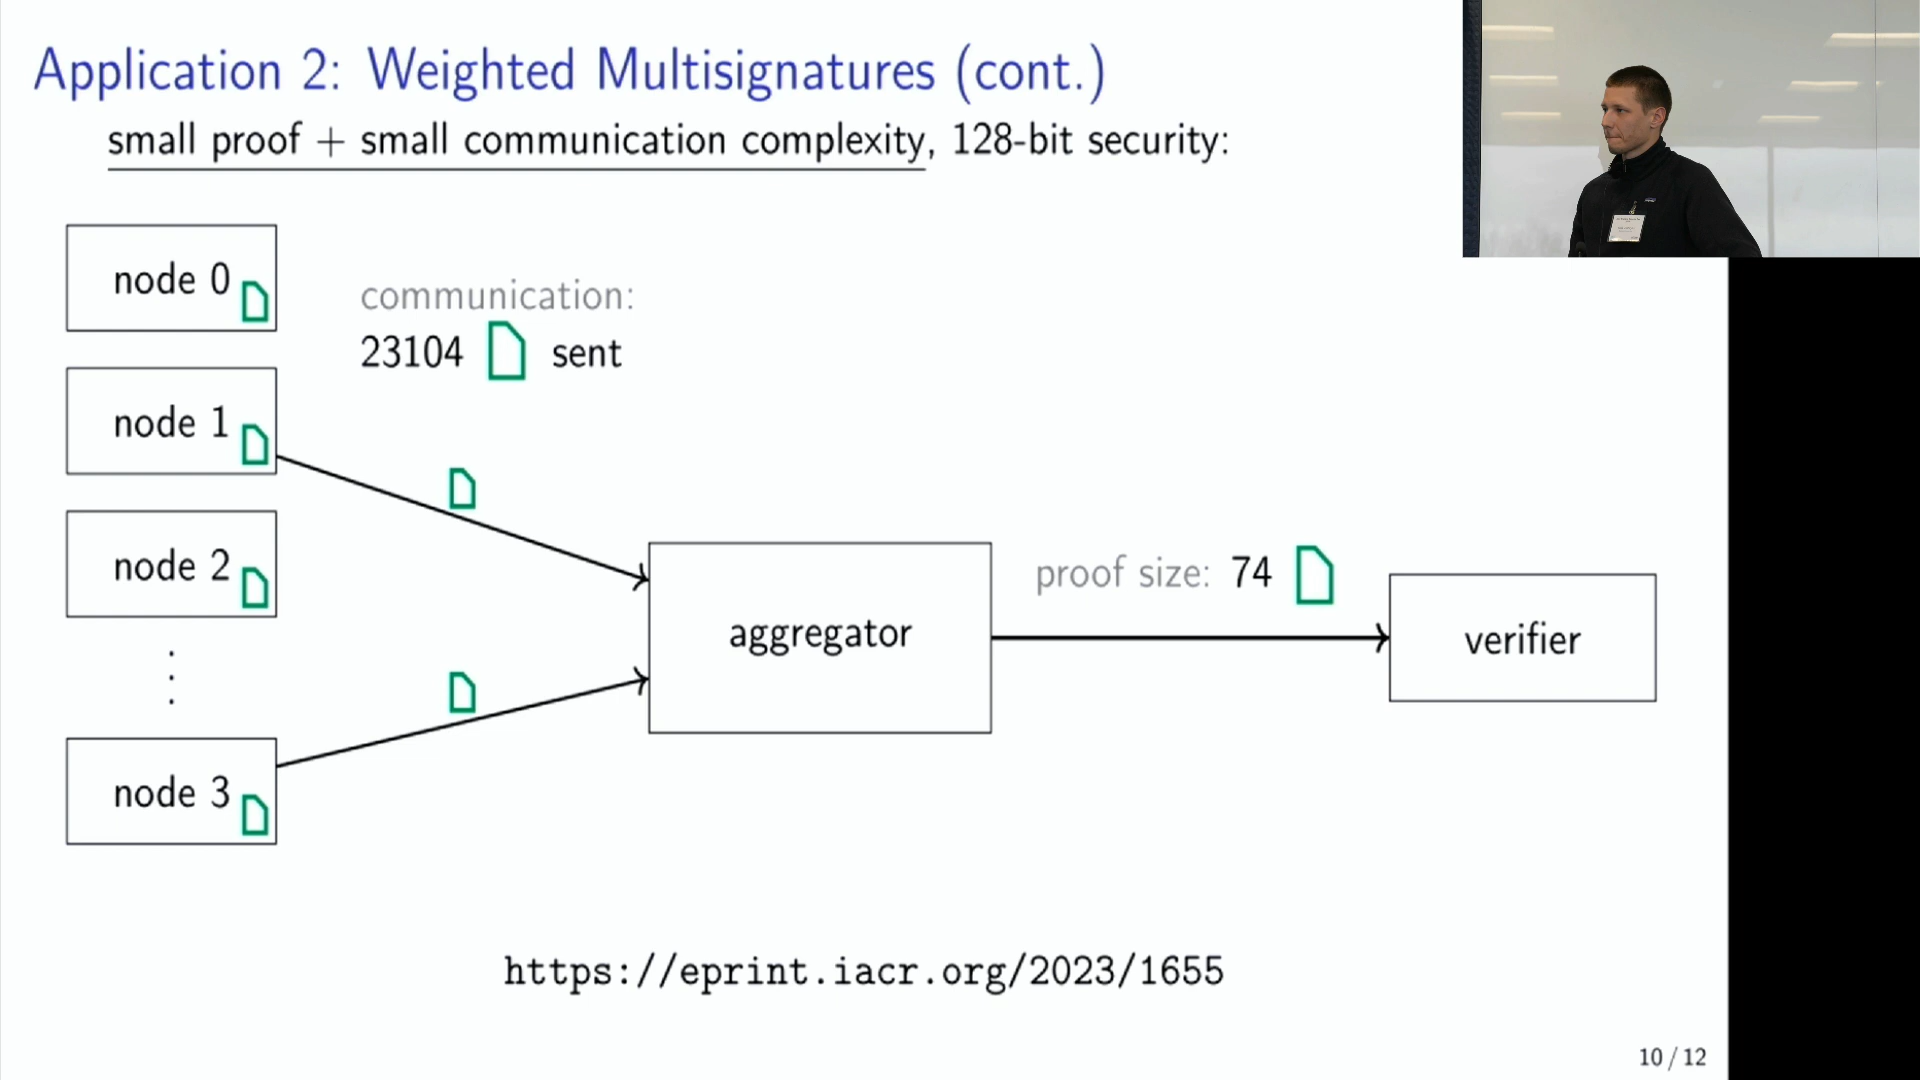 Application 2: Weighted Multisignatures (cont.)
small proof + small communication complexity, 128-bit security:
node 0
communication:
23104 sent
node 1
node 2
proof size: 74
aggregator
verifier
node 3
https://eprint.iacr.org/2023/1655
10 / 12